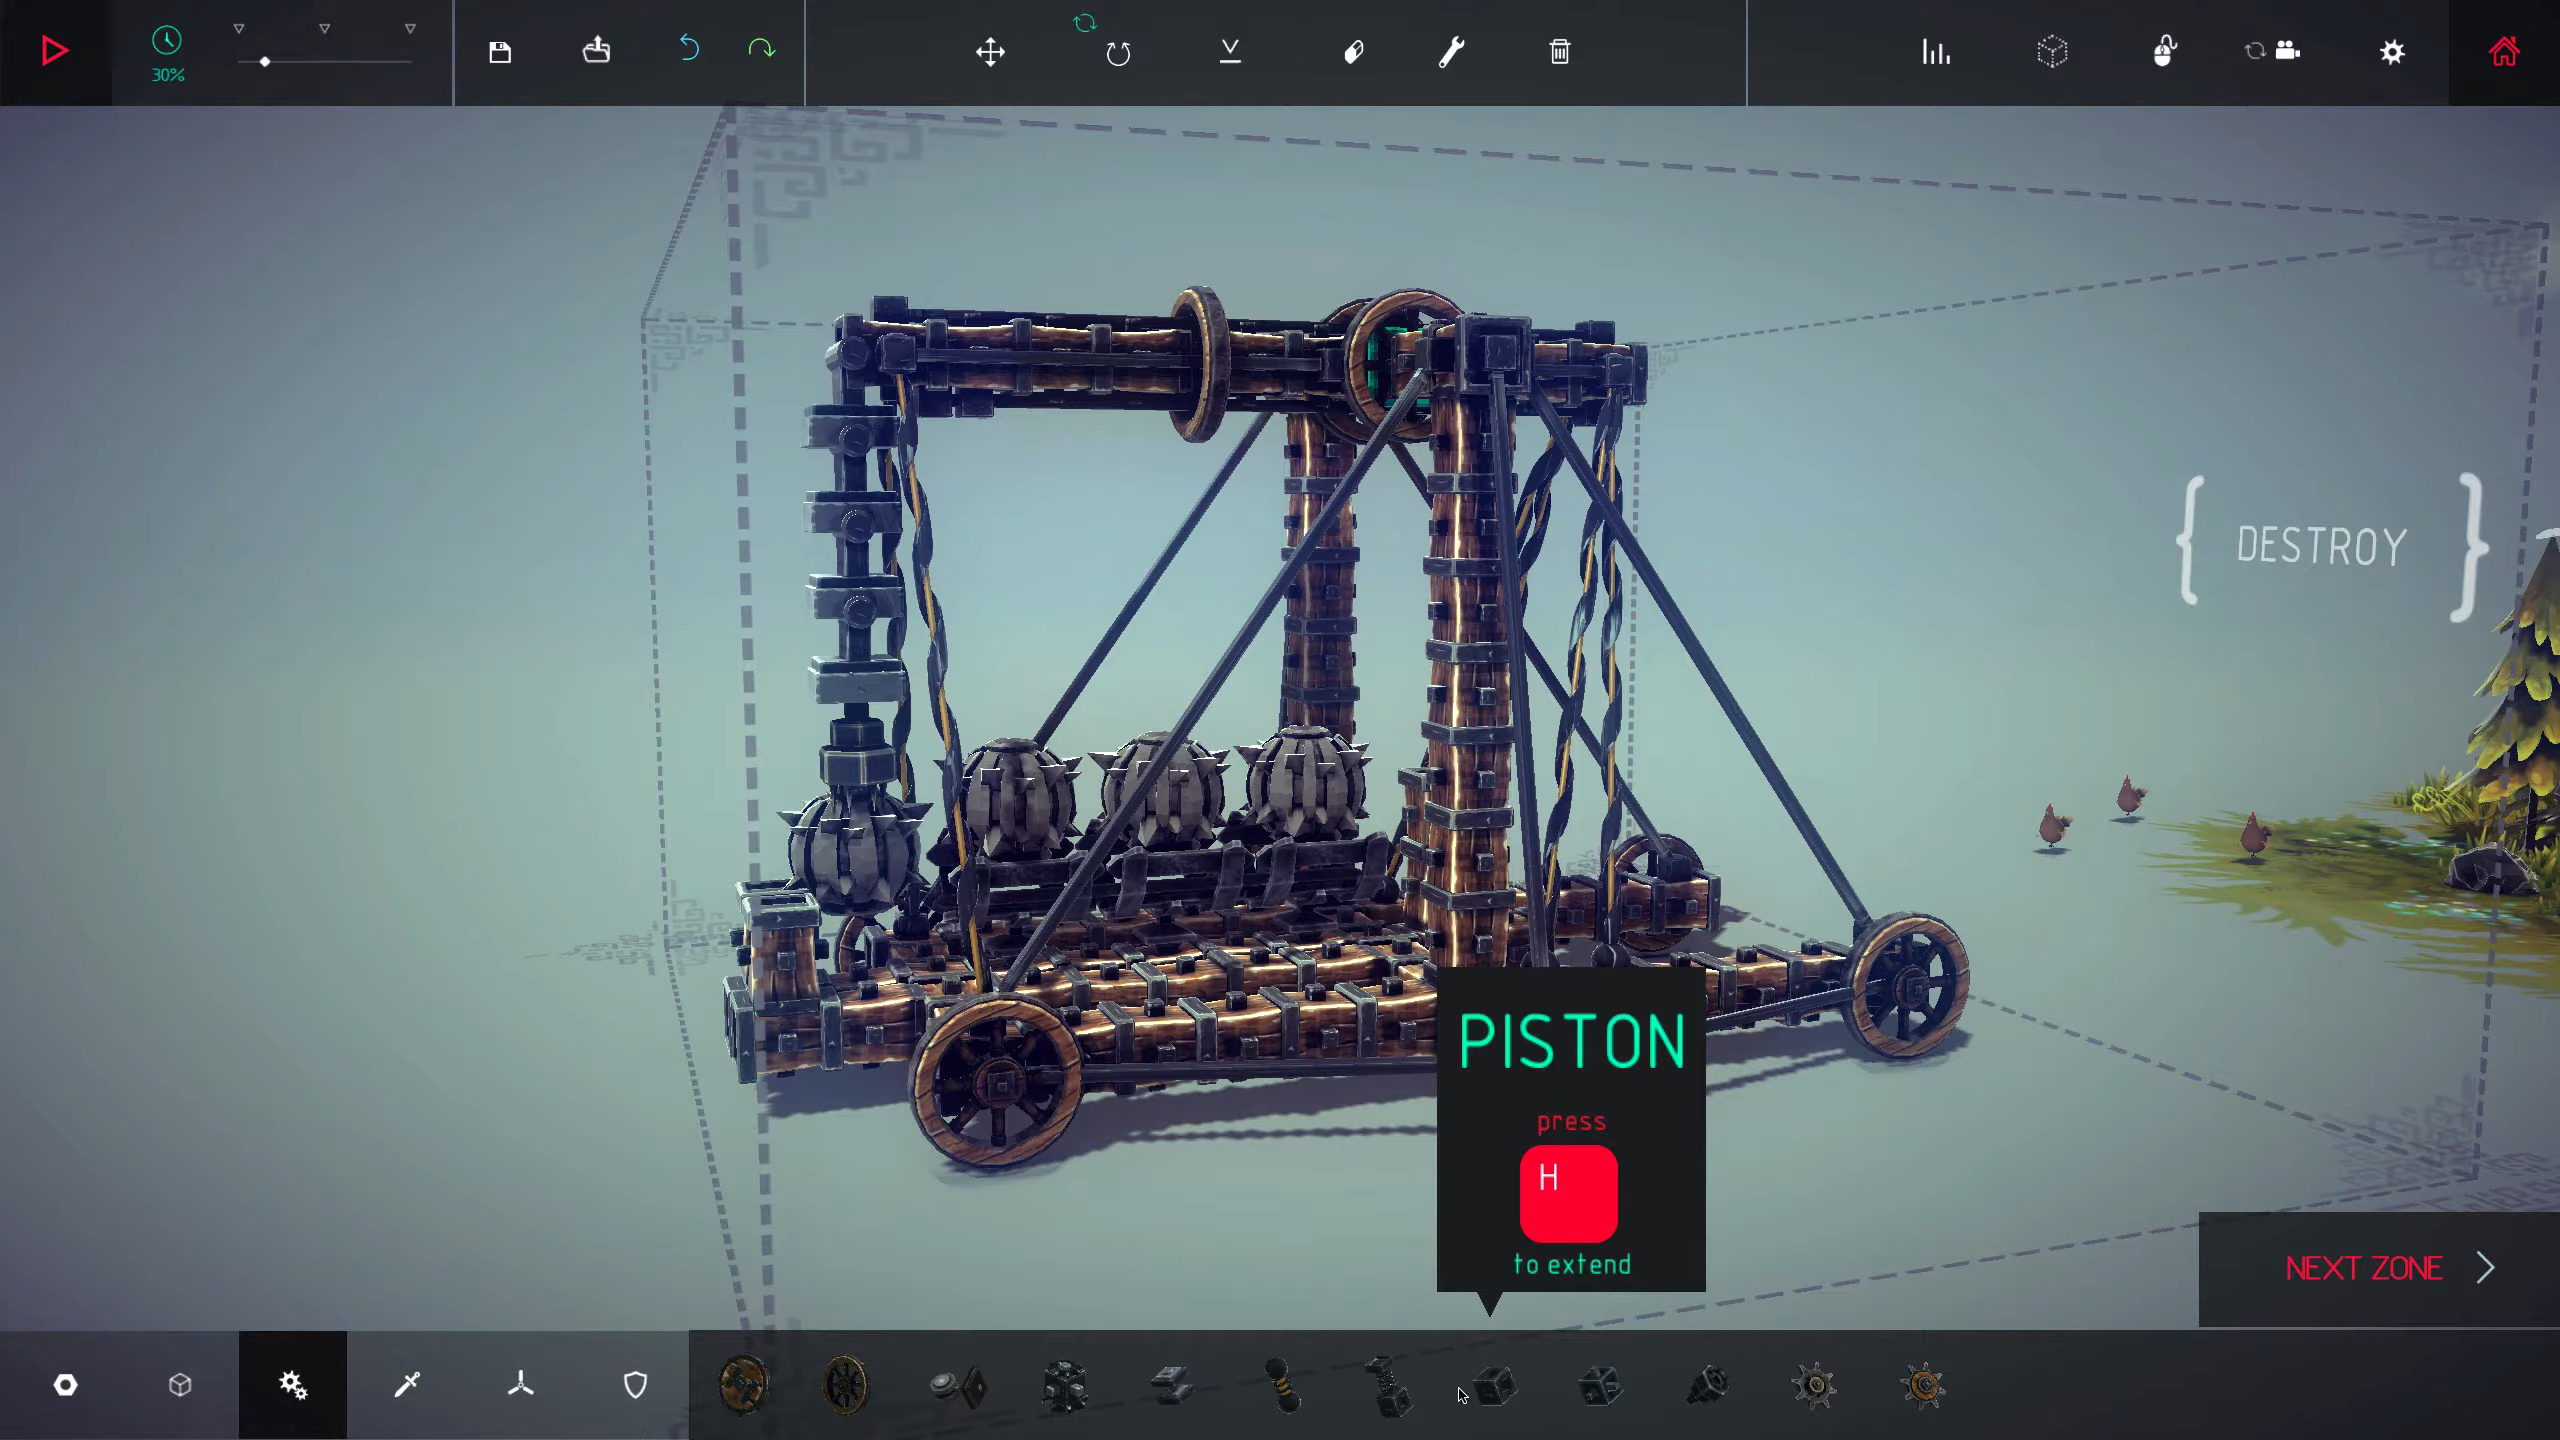 30%
DESTROY
PISTON
press
H
to extend
NEXT ZONE